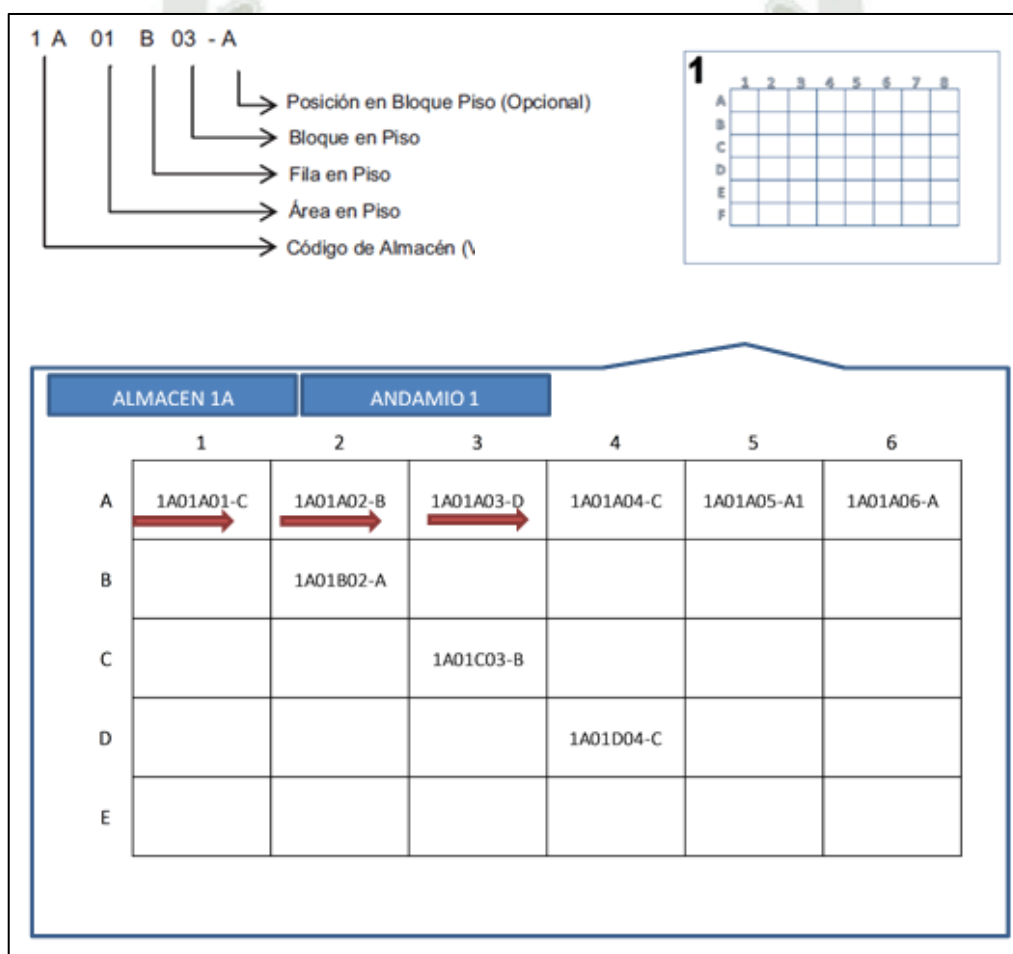 1 A 01 B 03 - A
Posición en Bloque Piso (Opcional)
Bloque en Piso
Fila en Piso
Área en Piso
Código de Almacén (\
1
1 2 3 4 5 6 7 8
A
B
C
D
E
F
ALMACEN 1A ANDAMIO 1
1 2 3 4 5 6
A 1A01A01-C 1A01A02-B 1A01A03-D 1A01A04-C 1A01A05-A1 1A01A06-A
B 1A01B02-A
C 1A01C03-B
D 1A01D04-C
E